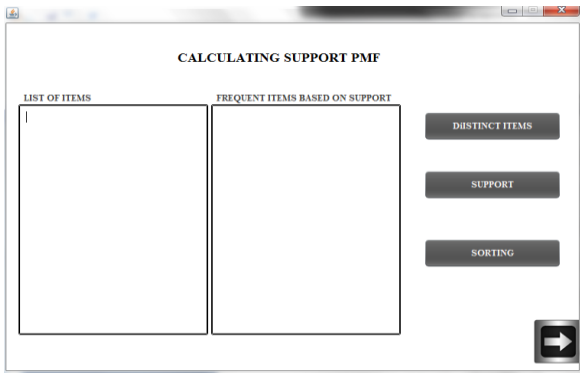 CALCULATING SUPPORT PMF
LIST OF ITEMS
FREQUENT ITEMS BASED ON SUPPORT
DiISTINCT ITEMS
SUPPORT
SORTING